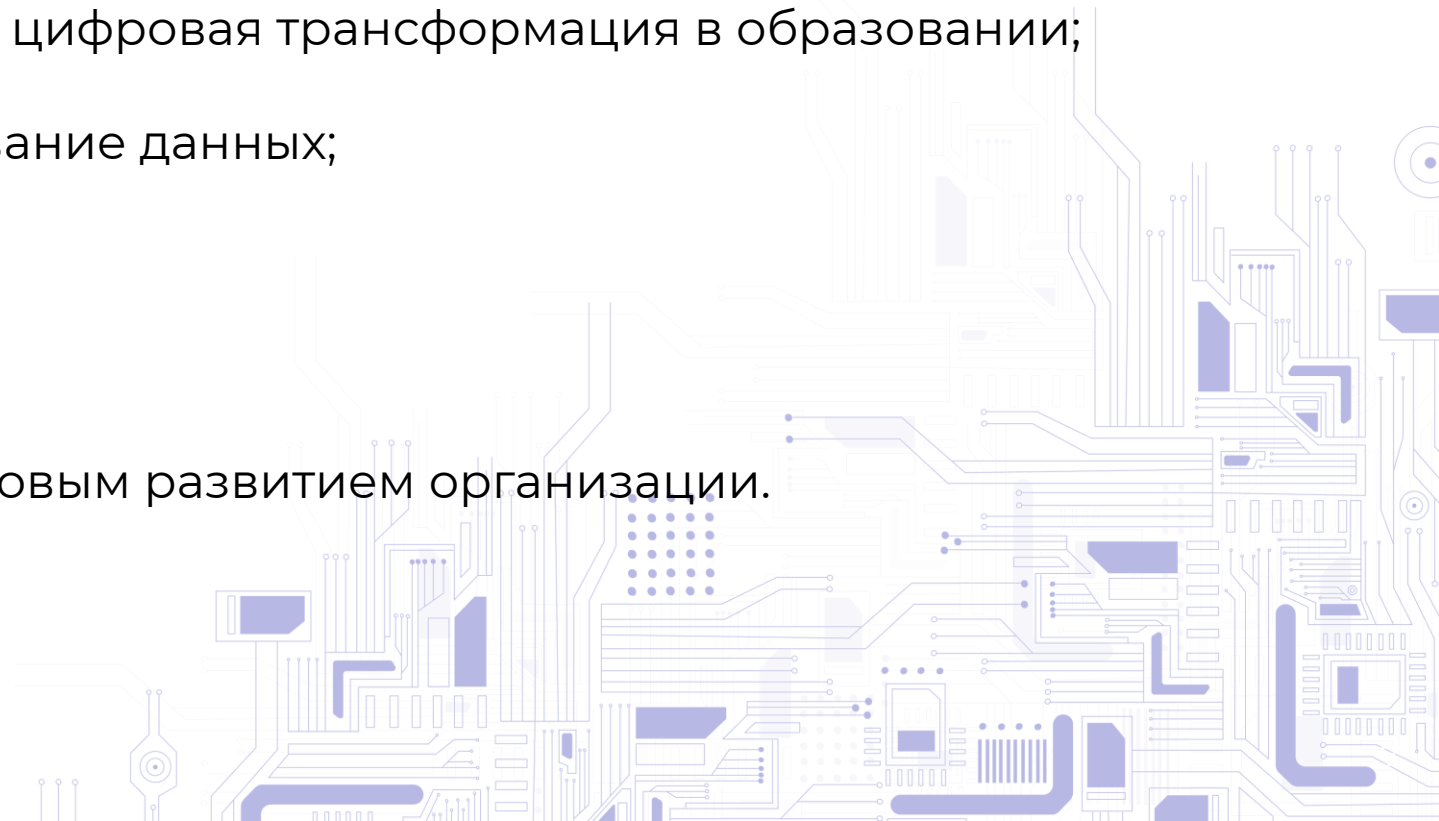 цифровая трансформация в образовании;
ание данных;
овым развитием организации.